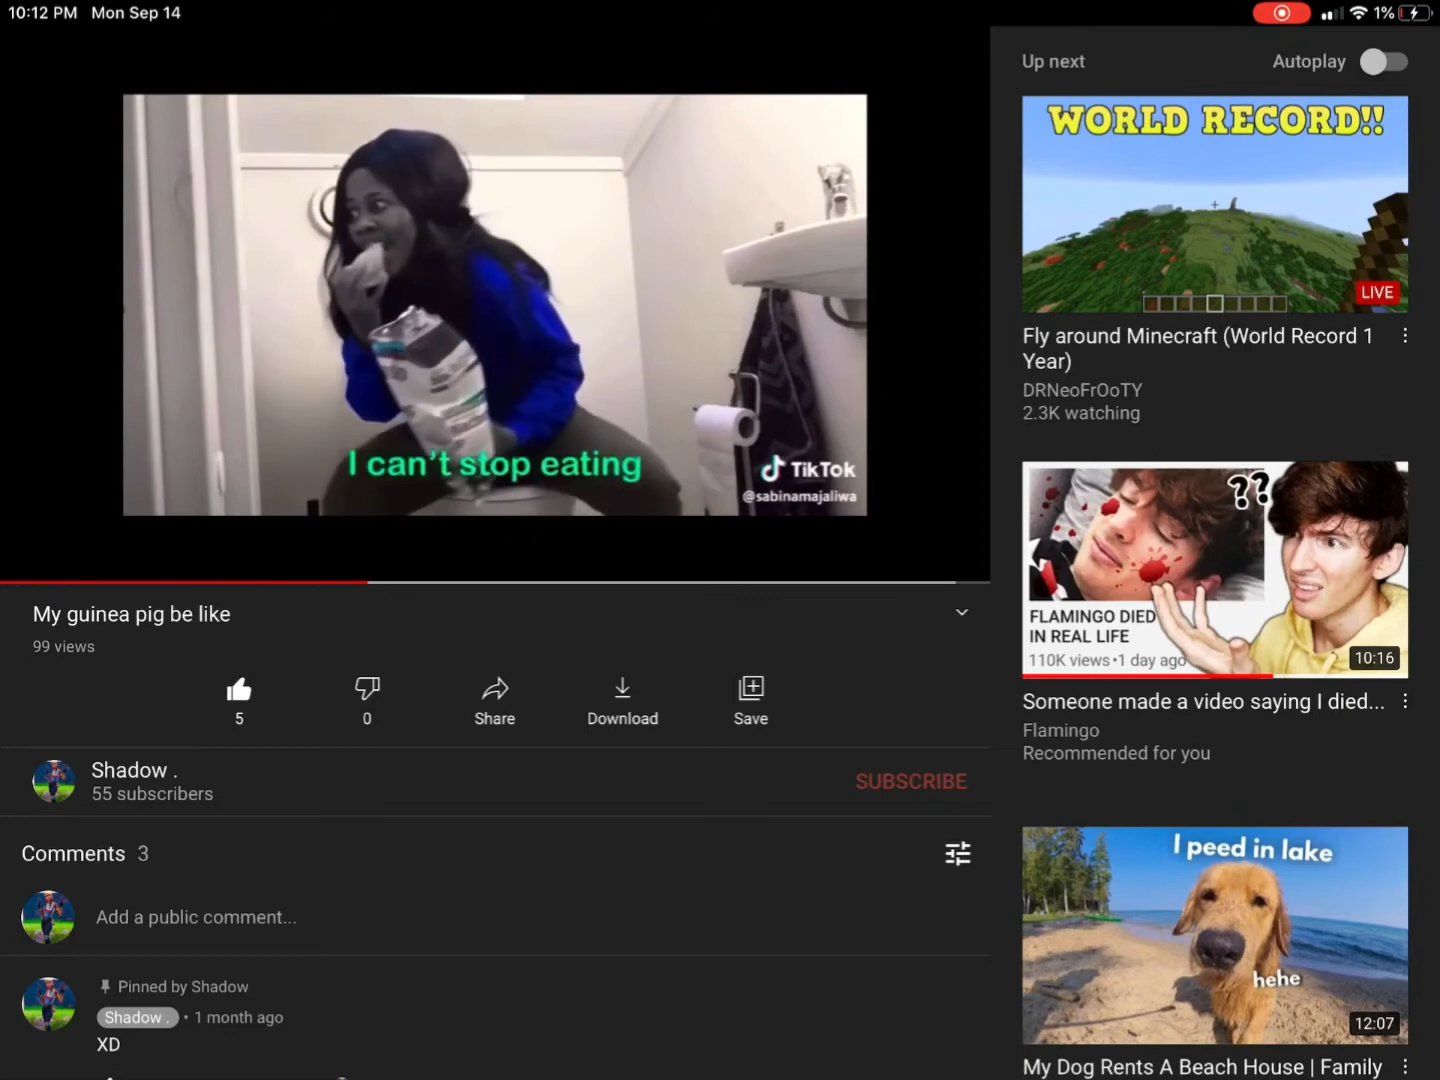 10:12 PM Mon Sep 14
1%
I can't stop eating
TikTok
@sabinamajaliwa
My guinea pig be like
99 views
5
0
Share
Download
Save
Shadow .
55 subscribers
SUBSCRIBE
Comments 3
Add a public comment...
Pinned by Shadow
Shadow . • 1 month ago
XD
Up next
Autoplay
WORLD RECORD!!
LIVE
Fly around Minecraft (World Record 1
Year)
DRNeoFrOoTY
2.3K watching
??
FLAMINGO DIED
IN REAL LIFE
110K views•1 day ago
10:16
Someone made a video saying I died...
Flamingo
Recommended for you
I peed in lake
hehe
12:07
My Dog Rents A Beach House | Family